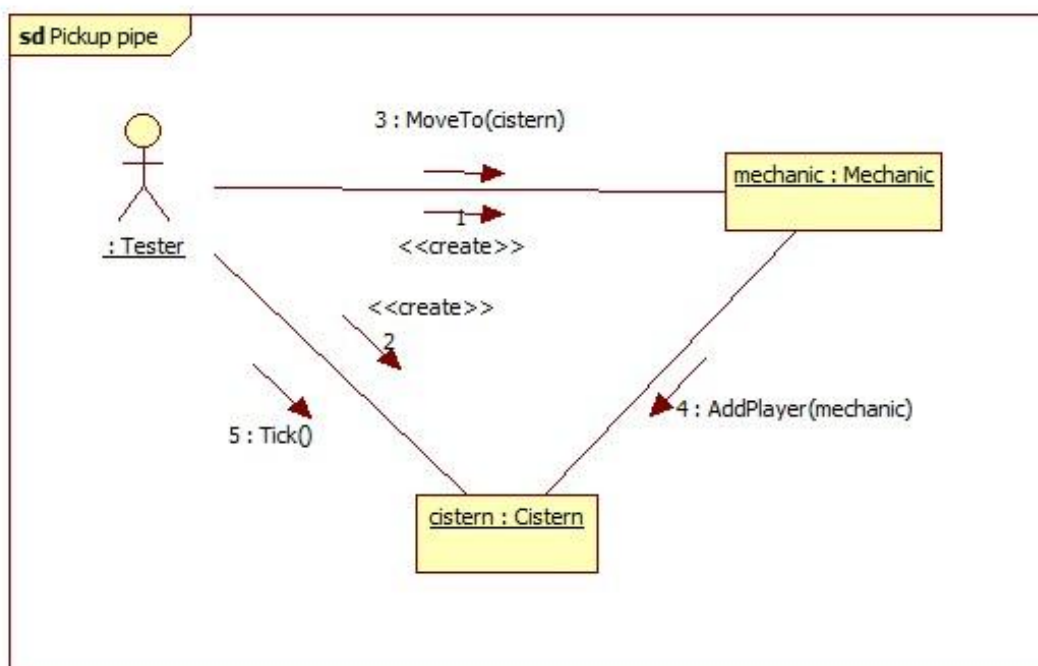 sd Pickup pipe
3 : MoveTo(cistern)
mechanic : Mechanic
1
<<create>>
: Tester
<<create>>
2
4 : AddPlayer(mechanic)
5 : Tick()
cistern : Cistern